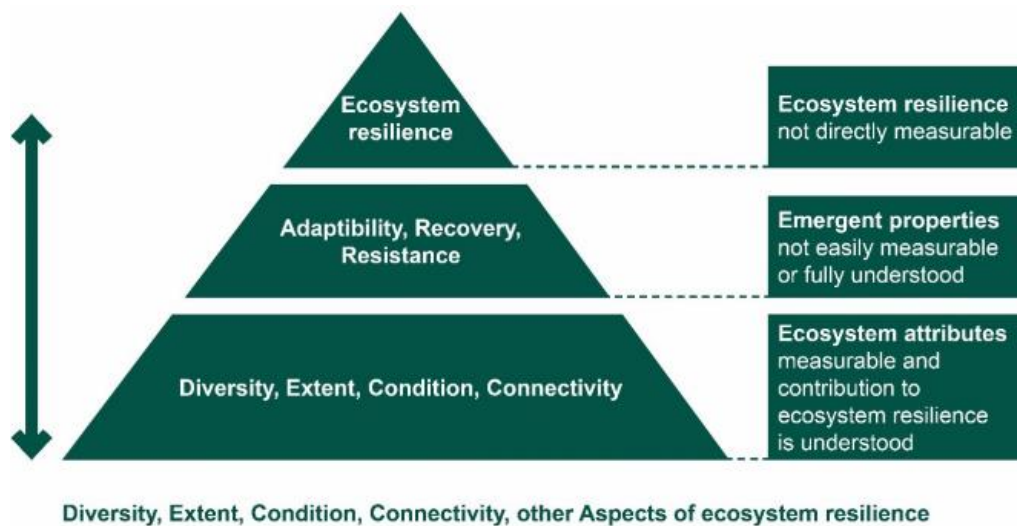 Ecosystem
resilience
Ecosystem resilience
not directly measurable
Adaptibility, Recovery,
Resistance
Emergent properties
not easily measurable
or fully understood
Diversity, Extent, Condition, Connectivity
Ecosystem attributes
measurable and
contribution to
ecosystem resilience
is understood
Diversity, Extent, Condition, Connectivity, other Aspects of ecosystem resilience